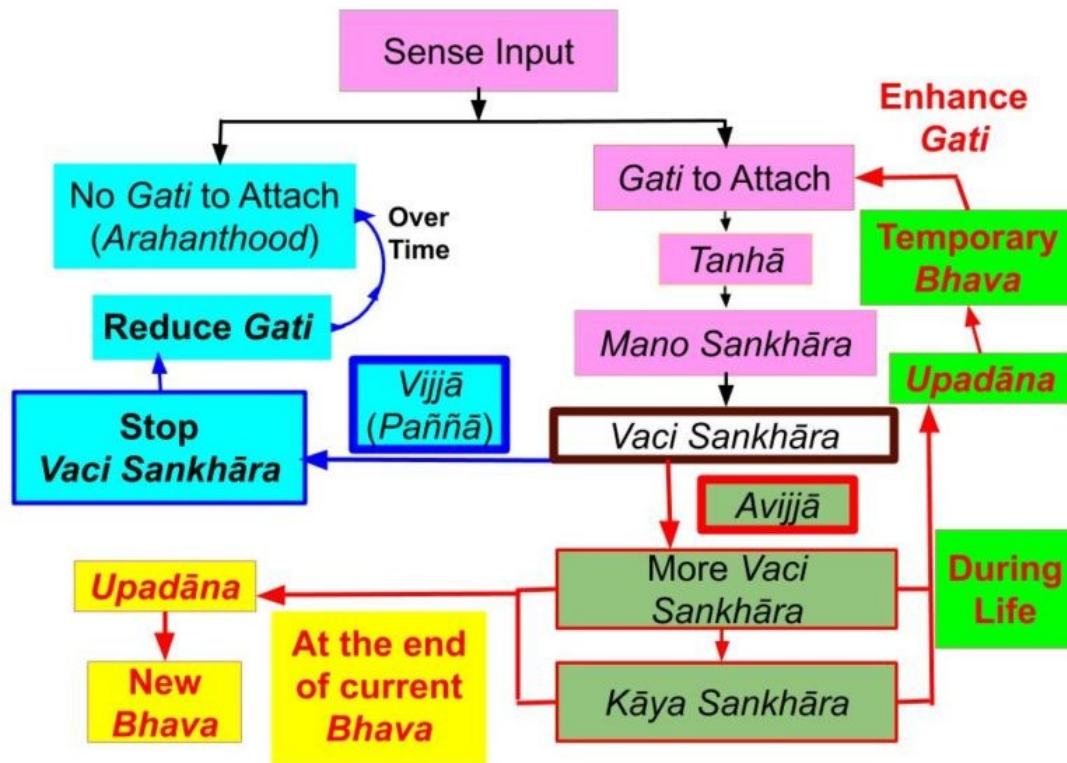 Sense Input
Enhance
Gati
No Gati to Attach
(Arahanthood)
Over
Time
Gati to Attach
Temporary
Bhava
Tanhā
Reduce Gati
Mano Sankhāra
Upadāna
Vijjā
(Paññā)
Stop
Vaci Sankhāra
Vaci Sankhāra
Avijjā
More Vaci
Sankhāra
During
Life
Upadāna
At the end
of current
Bhava
New
Bhava
Kāya Sankhāra